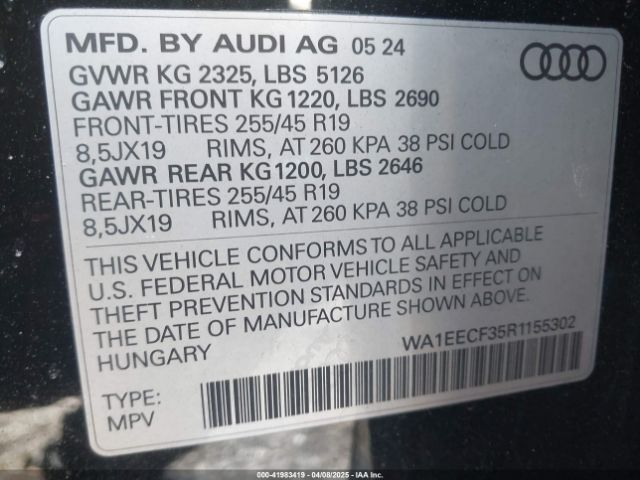 MFD. BY AUDI AG 05 24
GVWR KG 2325, LBS 5126
GAWR FRONT KG 1220, LBS 2690
FRONT-TIRES 255/45 R19
8,5JX19 RIMS, AT 260 KPA 38 PSI COLD
GAWR REAR KG 1200, LBS 2646
REAR-TIRES 255/45 R19
8,5JX19 RIMS, AT 260 KPA 38 PSI COLD
THIS VEHICLE CONFORMS TO ALL APPLICABLE
U.S. FEDERAL MOTOR VEHICLE SAFETY AND
THEFT PREVENTION STANDARDS IN EFFECT ON
THE DATE OF MANUFACTURE SHOWN ABOVE.
HUNGARY
WA1EECF35R1155302
TYPE:
MPV
000-41983419 | 04/08/2025 | IAA Inc.